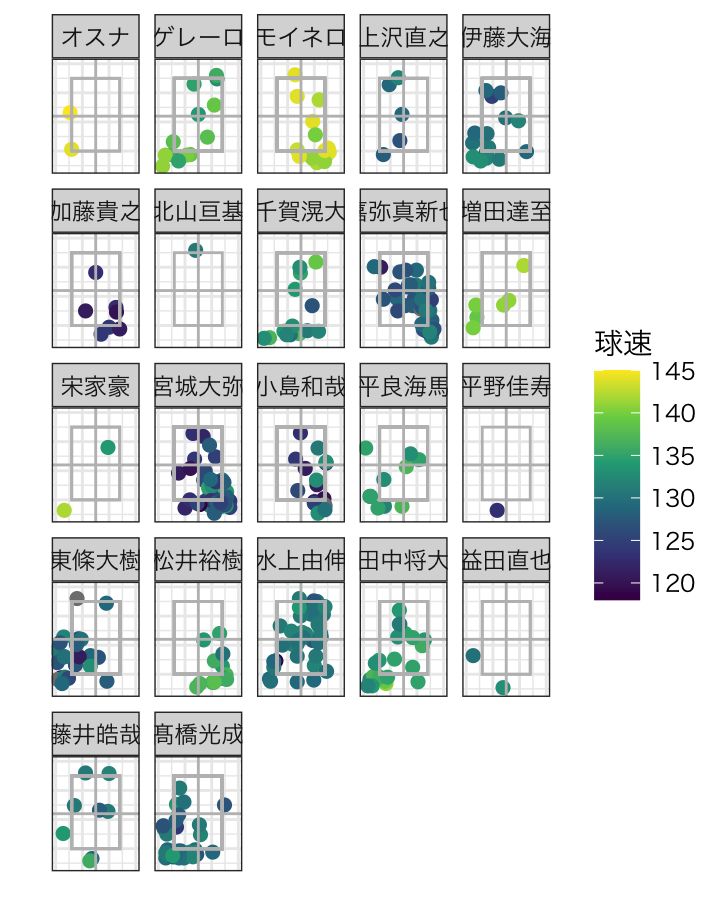 オスナ
ゲレーロ
モイネロ
上沢直之
伊藤大海
加藤貴之
北山亘基
千賀滉大
喜弥真新也
増田達至
宋家豪
宮城大弥
小島和哉
平良海馬
平野佳寿
東條大樹
松井裕樹
水上由伸
田中将大
益田直也
藤井皓哉
髙橋光成
球速
145
140
135
130
125
120